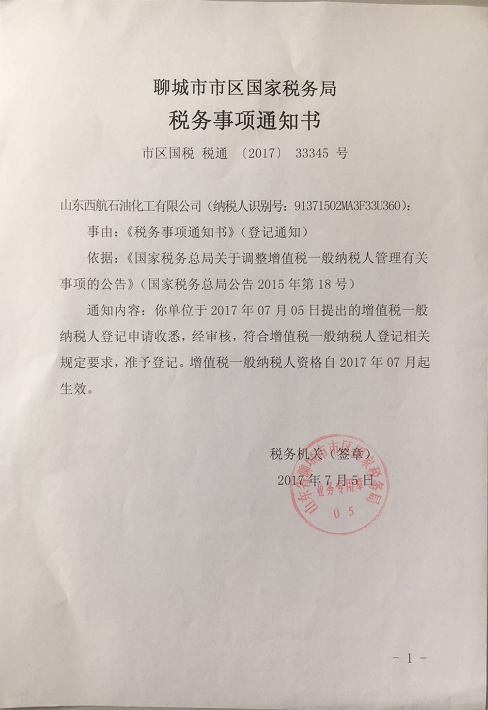 聊城市市区国家税务局
税务事项通知书
市区国税 税通 〔2017〕 33345 号
山东西航石油化工有限公司（纳税人识别号：91371502MA3F33U360）：
事由：《税务事项通知书》（登记通知）
依据：《国家税务总局关于调整增值税一般纳税人管理有关
事项的公告》（国家税务总局公告 2015 年第 18 号）
通知内容：你单位于 2017 年 07 月 05 日提出的增值税一般
纳税人登记申请收悉，经审核，符合增值税一般纳税人登记相关
规定要求，准予登记。增值税一般纳税人资格自 2017 年 07 月起
生效。
税务机关（签章）
2017 年 7 月 5 日
山东省聊城市市区国家税务局
业务专用章
05
- 1 -